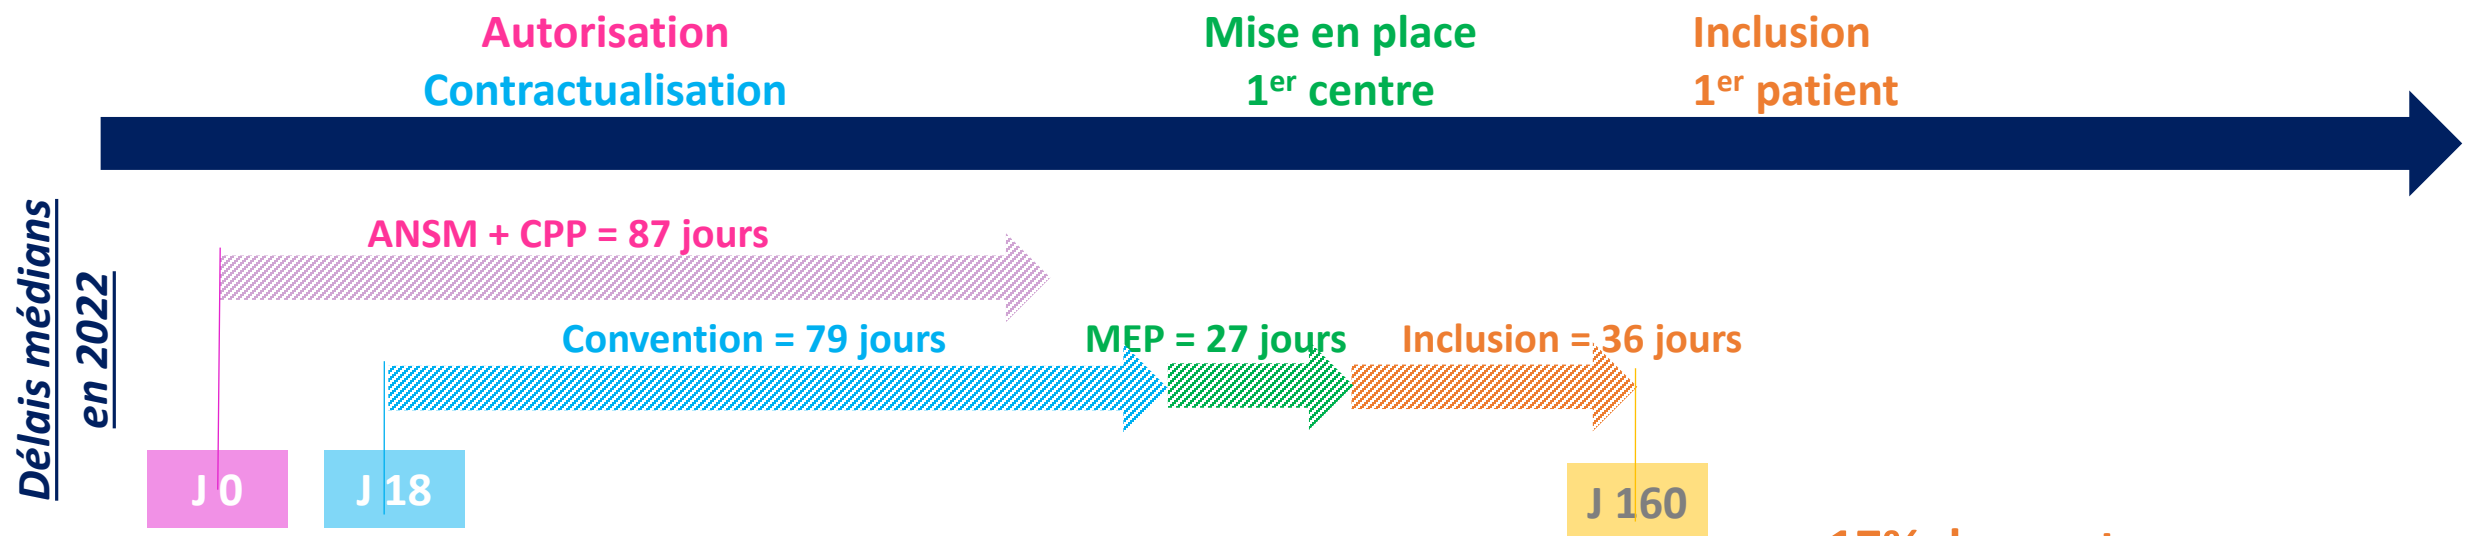 Autorisation
Contractualisation
Mise en place
1er centre
Inclusion
1er patient
Délais médians
en 2022
ANSM + CPP = 87 jours
Convention = 79 jours
MEP = 27 jours
Inclusion = 36 jours
J 0
J 18
J 160